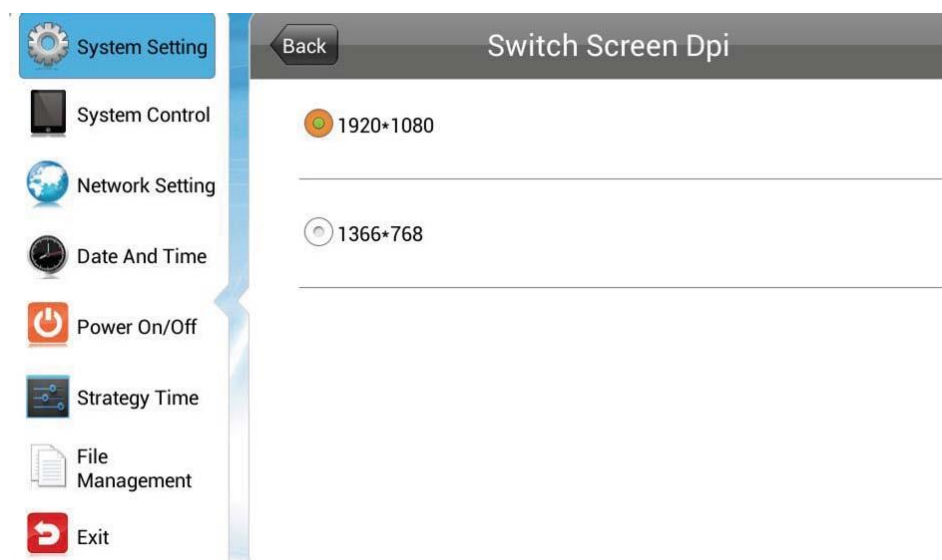 System Setting
System Control
Network Setting
Date And Time
Power On/Off
Strategy Time
File
Management
Exit
Back
Switch Screen Dpi
1920*1080
1366*768